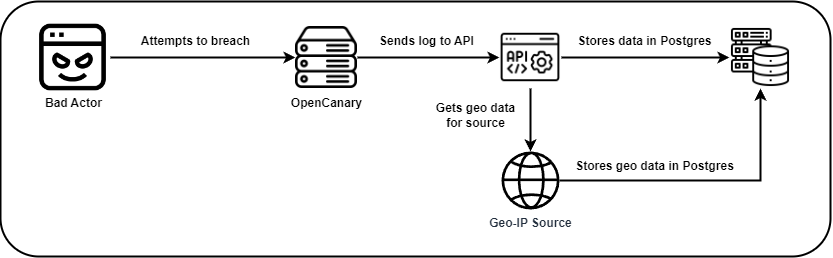 Attempts to breach
Sends log to API
Stores data in Postgres
API
</>
Bad Actor
OpenCanary
Gets geo data
for source
Stores geo data in Postgres
Geo-IP Source